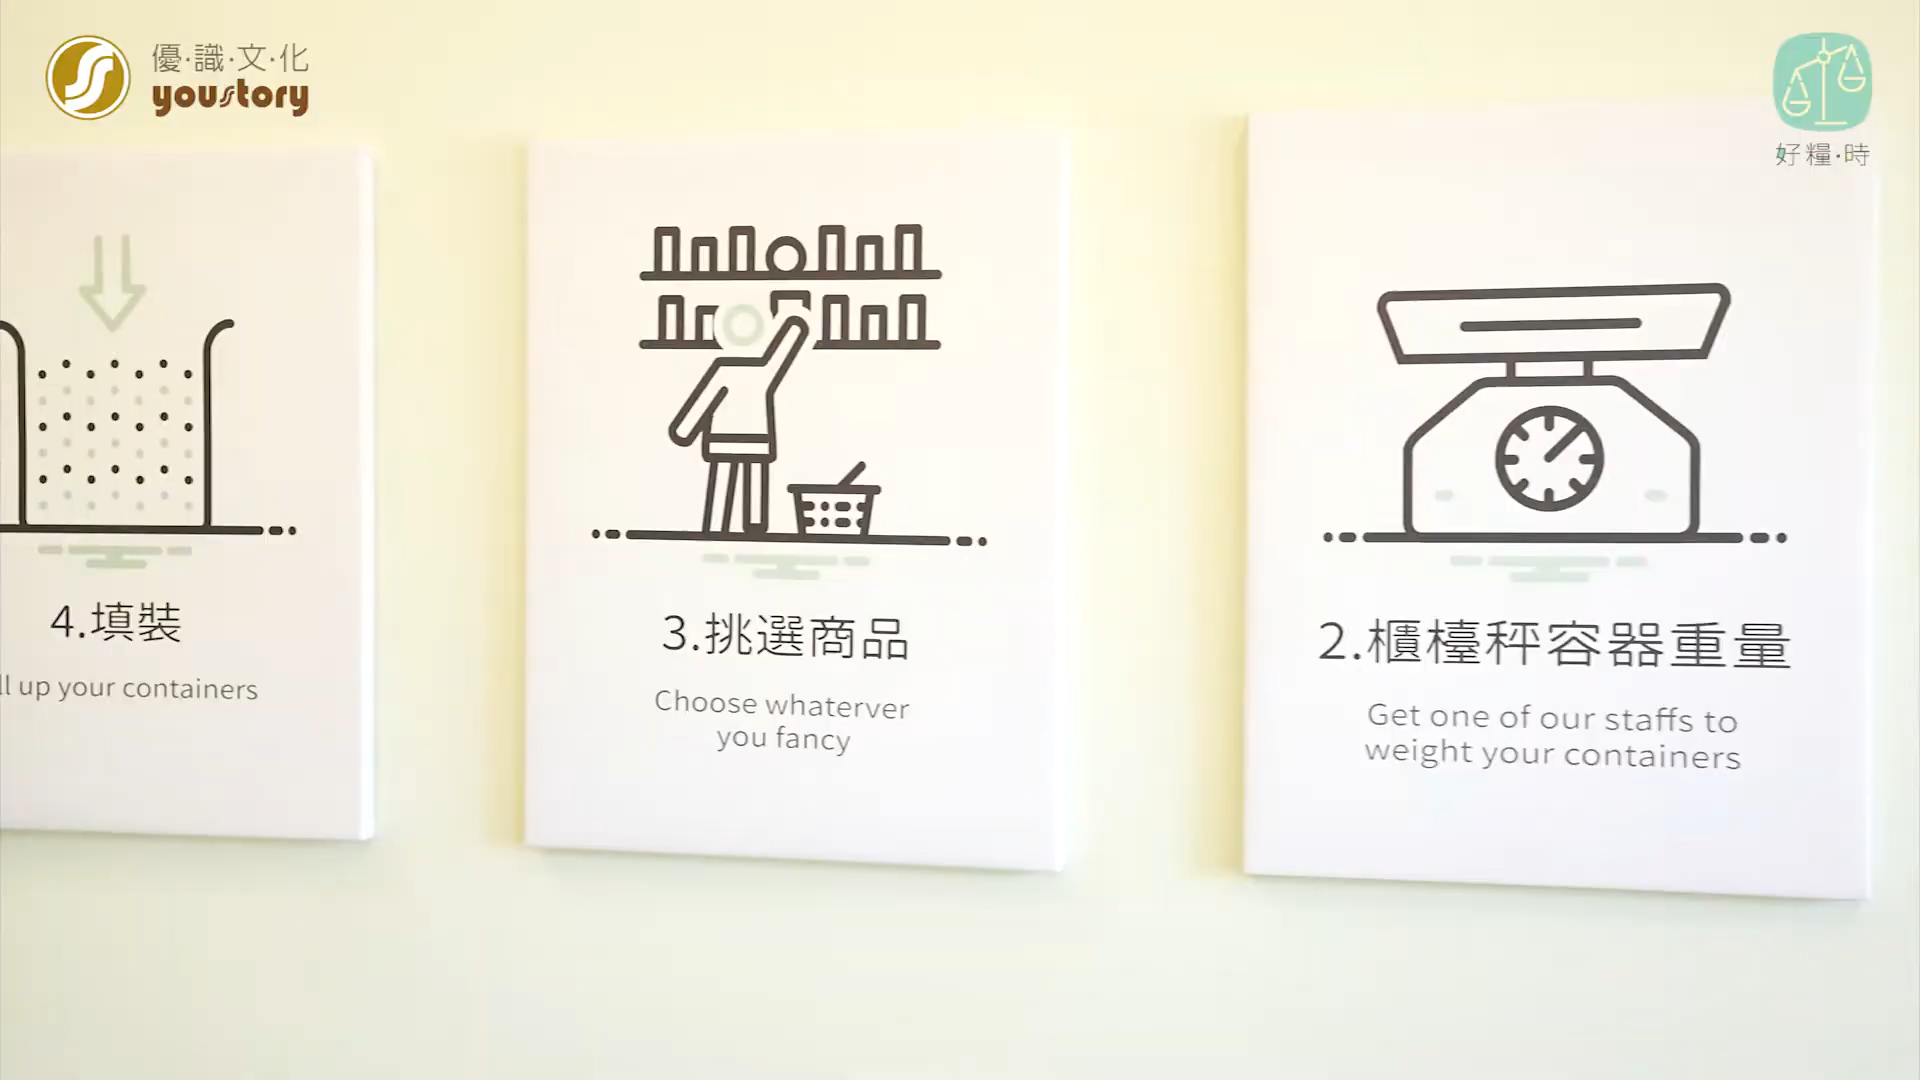 優·識·文·化
youstory
好糧·時
4.填裝
ll up your containers
3.挑選商品
Choose whaterver
you fancy
2.櫃檯秤容器重量
Get one of our staffs to
weight your containers